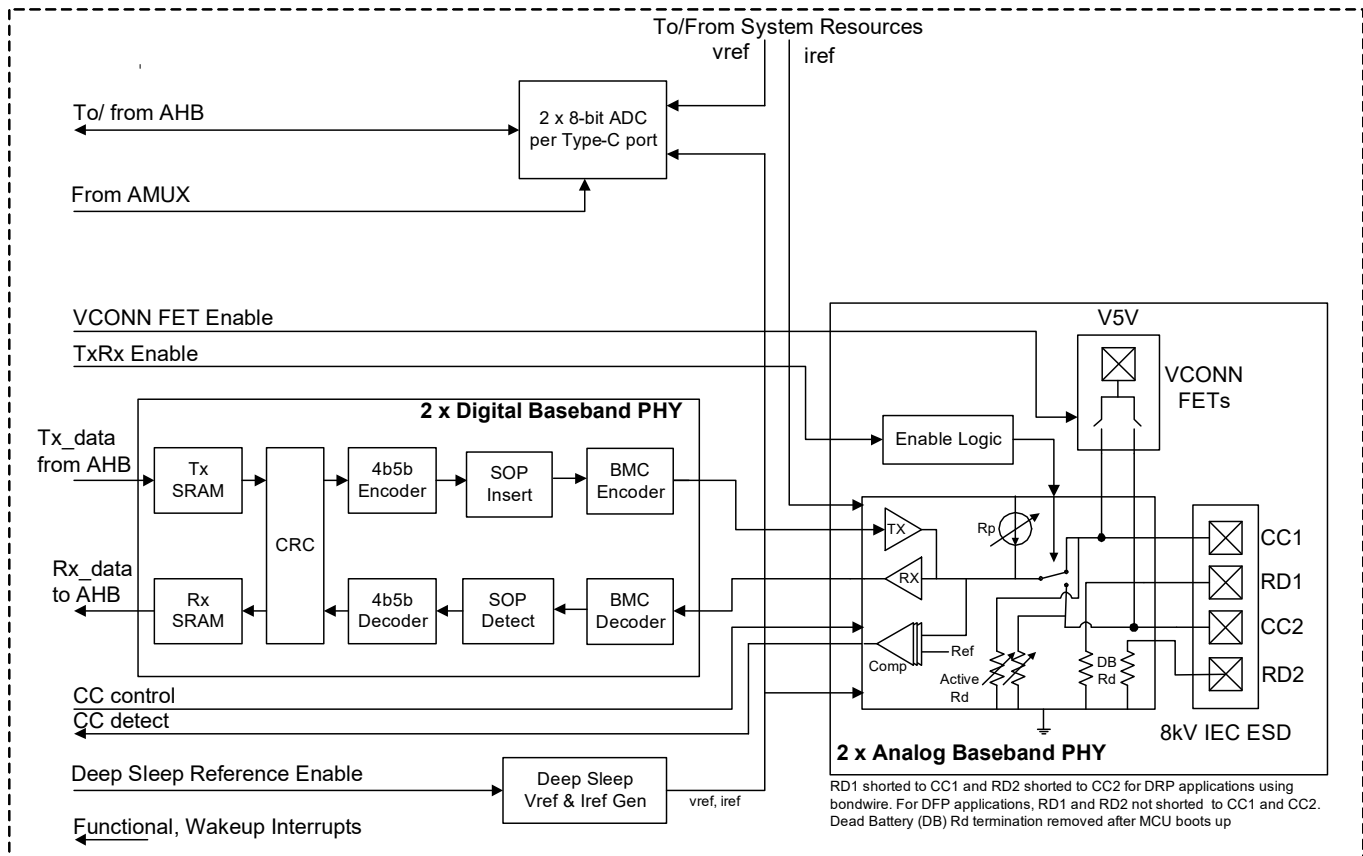 To/From System Resources
vref
iref
To/ from AHB
2 x 8-bit ADC
per Type-C port
From AMUX
VCONN FET Enable
TxRx Enable
V5V
VCONN
FETs
2 x Digital Baseband PHY
Enable Logic
Tx_data
from AHB
Tx
SRAM
CRC
4b5b
Encoder
SOP
Insert
BMC
Encoder
TX
Rp
CC1
Rx_data
to AHB
Rx
SRAM
4b5b
Decoder
SOP
Detect
BMC
Decoder
RX
RD1
CC2
Ref
Comp
Active
Rd
DB
Rd
RD2
CC control
CC detect
8kV IEC ESD
2 x Analog Baseband PHY
Deep Sleep Reference Enable
Deep Sleep
Vref & Iref Gen
vref, iref
RD1 shorted to CC1 and RD2 shorted to CC2 for DRP applications using
bondwire. For DFP applications, RD1 and RD2 not shorted to CC1 and CC2.
Dead Battery (DB) Rd termination removed after MCU boots up
Functional, Wakeup Interrupts